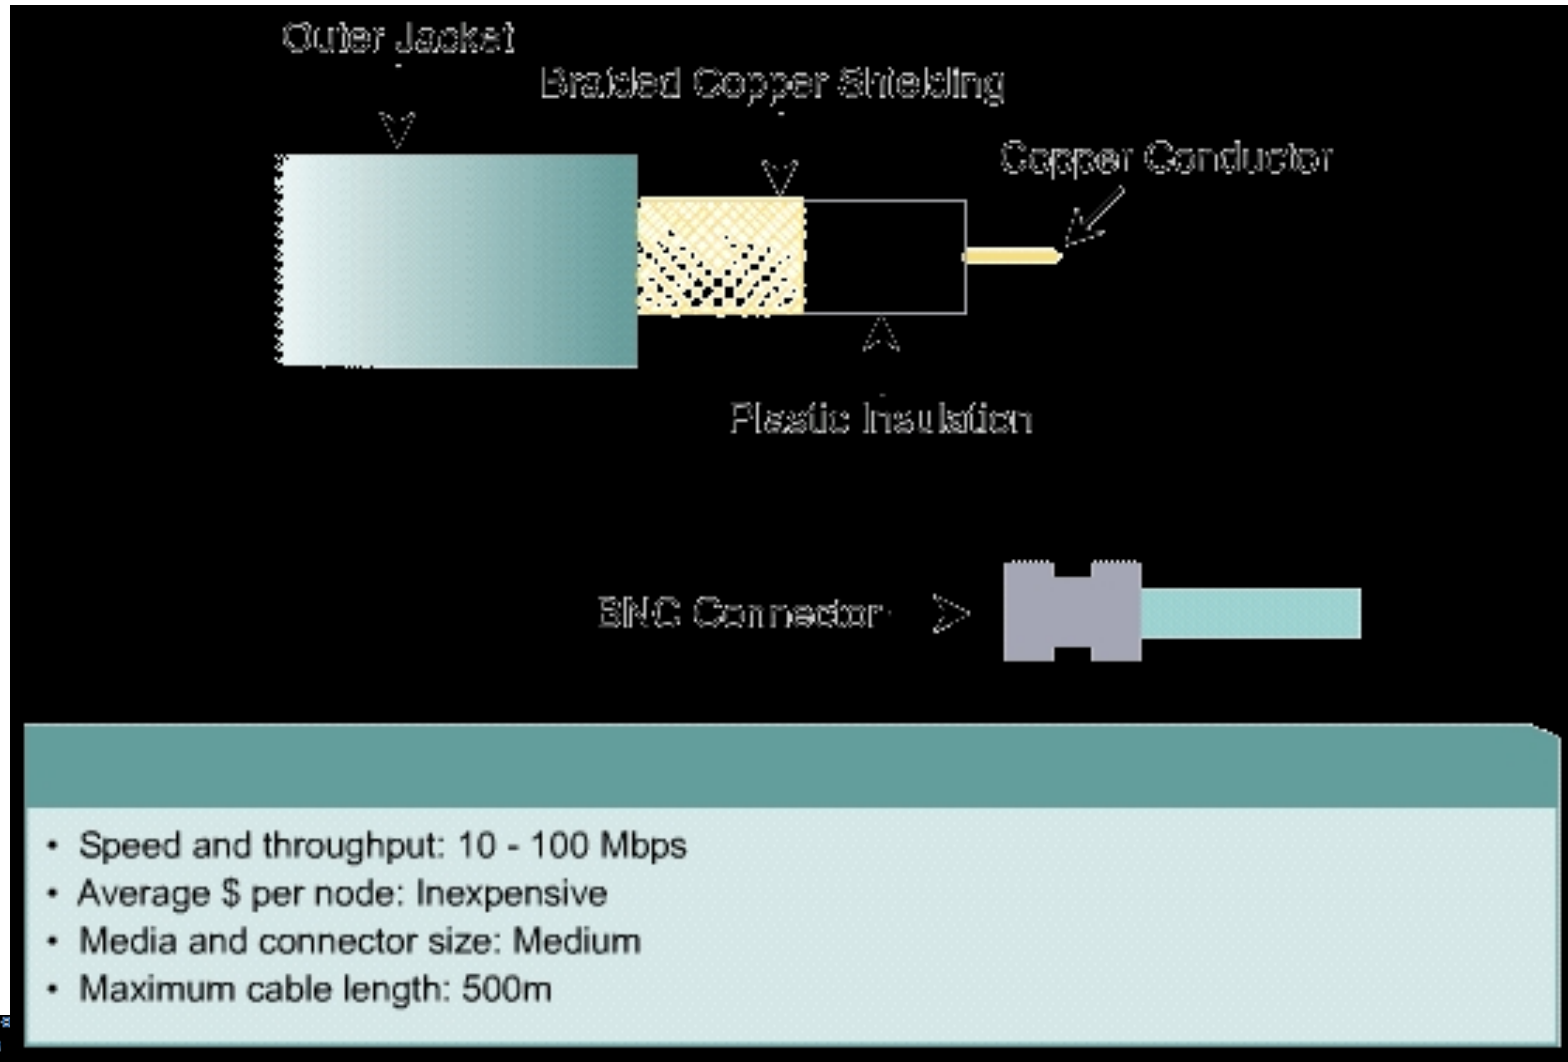 Outer Jacket
Braided Copper Shielding
Copper Conductor
Plastic Insulation
BNC Connector
• Speed and throughput: 10 - 100 Mbps
• Average $ per node: Inexpensive
• Media and connector size: Medium
• Maximum cable length: 500m